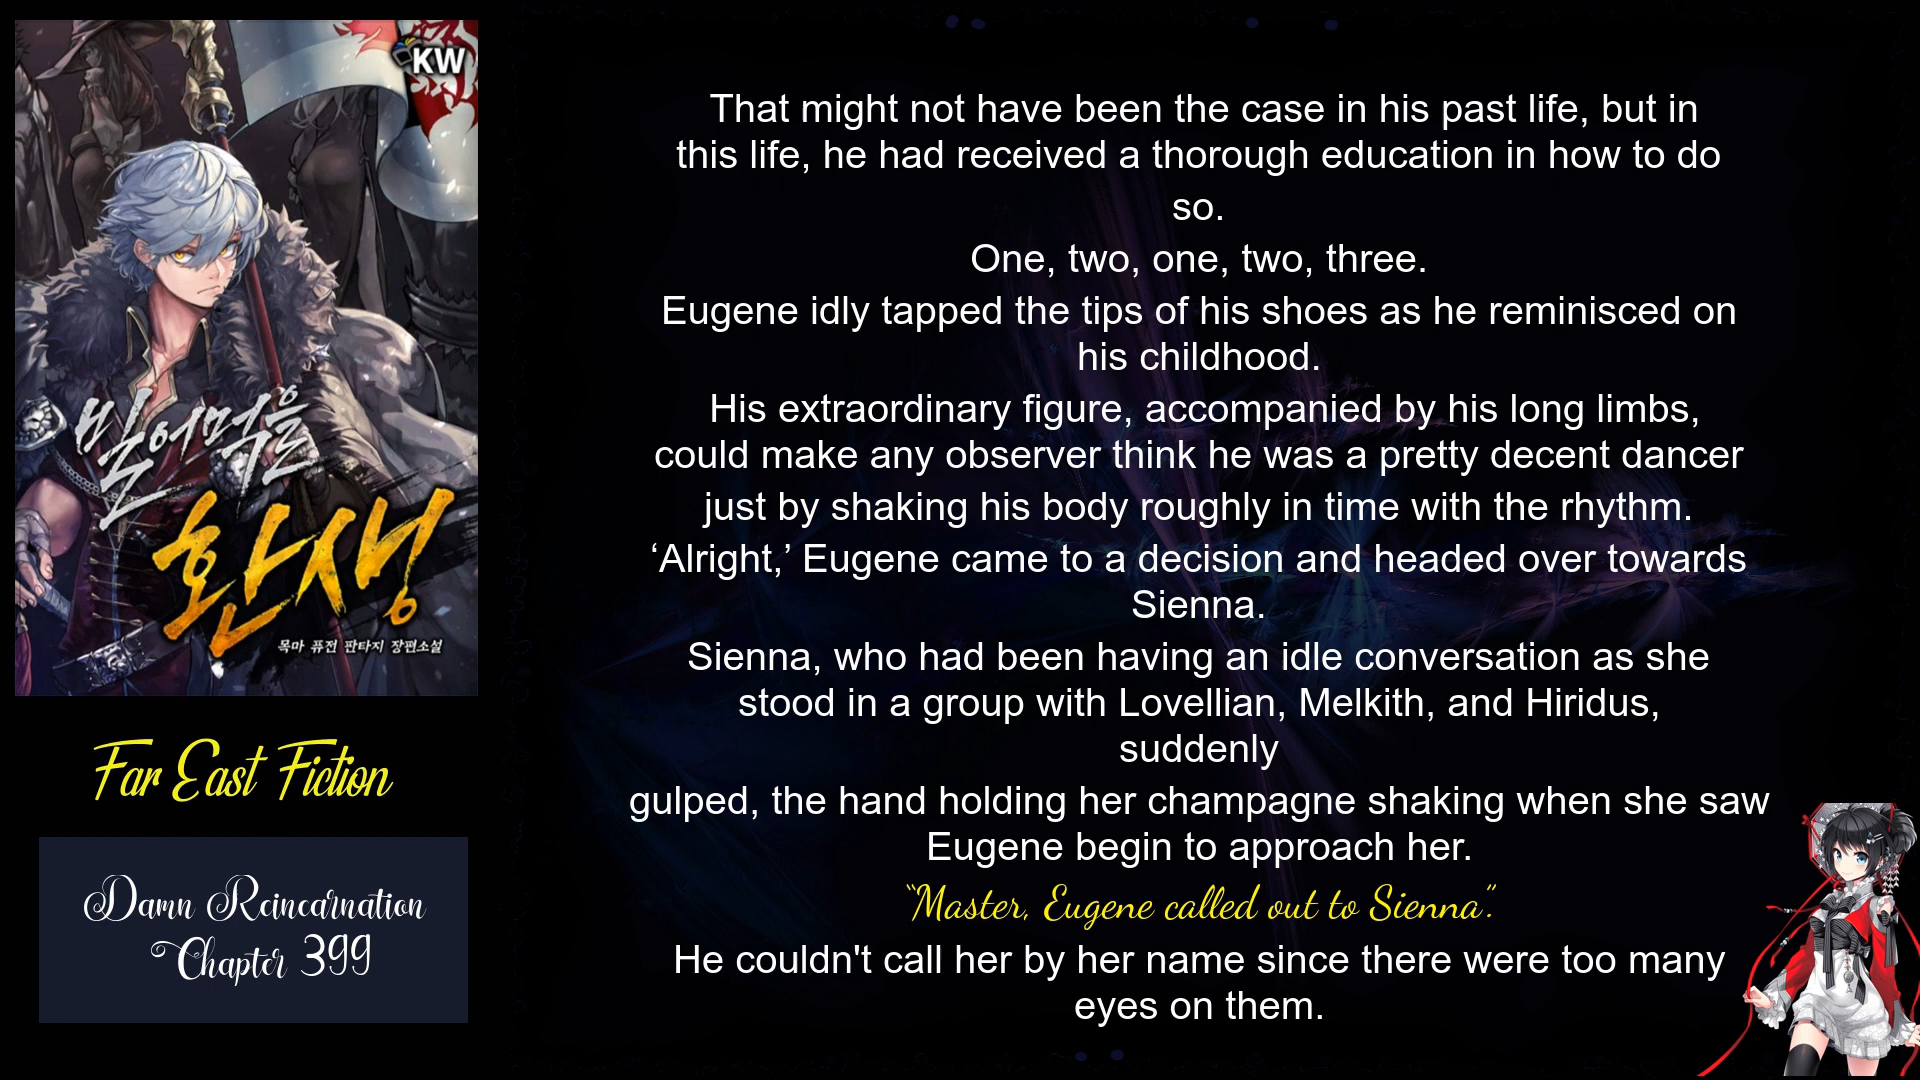 KW
빌어먹을
환생
목마 퓨전 판타지 장편소설
Far East Fiction
Damn Reincarnation
Chapter 399
That might not have been the case in his past life, but in
this life, he had received a thorough education in how to do
so.
One, two, one, two, three.
Eugene idly tapped the tips of his shoes as he reminisced on
his childhood.
His extraordinary figure, accompanied by his long limbs,
could make any observer think he was a pretty decent dancer
just by shaking his body roughly in time with the rhythm.
‘Alright,’ Eugene came to a decision and headed over towards
Sienna.
Sienna, who had been having an idle conversation as she
stood in a group with Lovellian, Melkith, and Hiridus,
suddenly
gulped, the hand holding her champagne shaking when she saw
Eugene begin to approach her.
“Master, Eugene called out to Sienna”.
He couldn't call her by her name since there were too many
eyes on them.